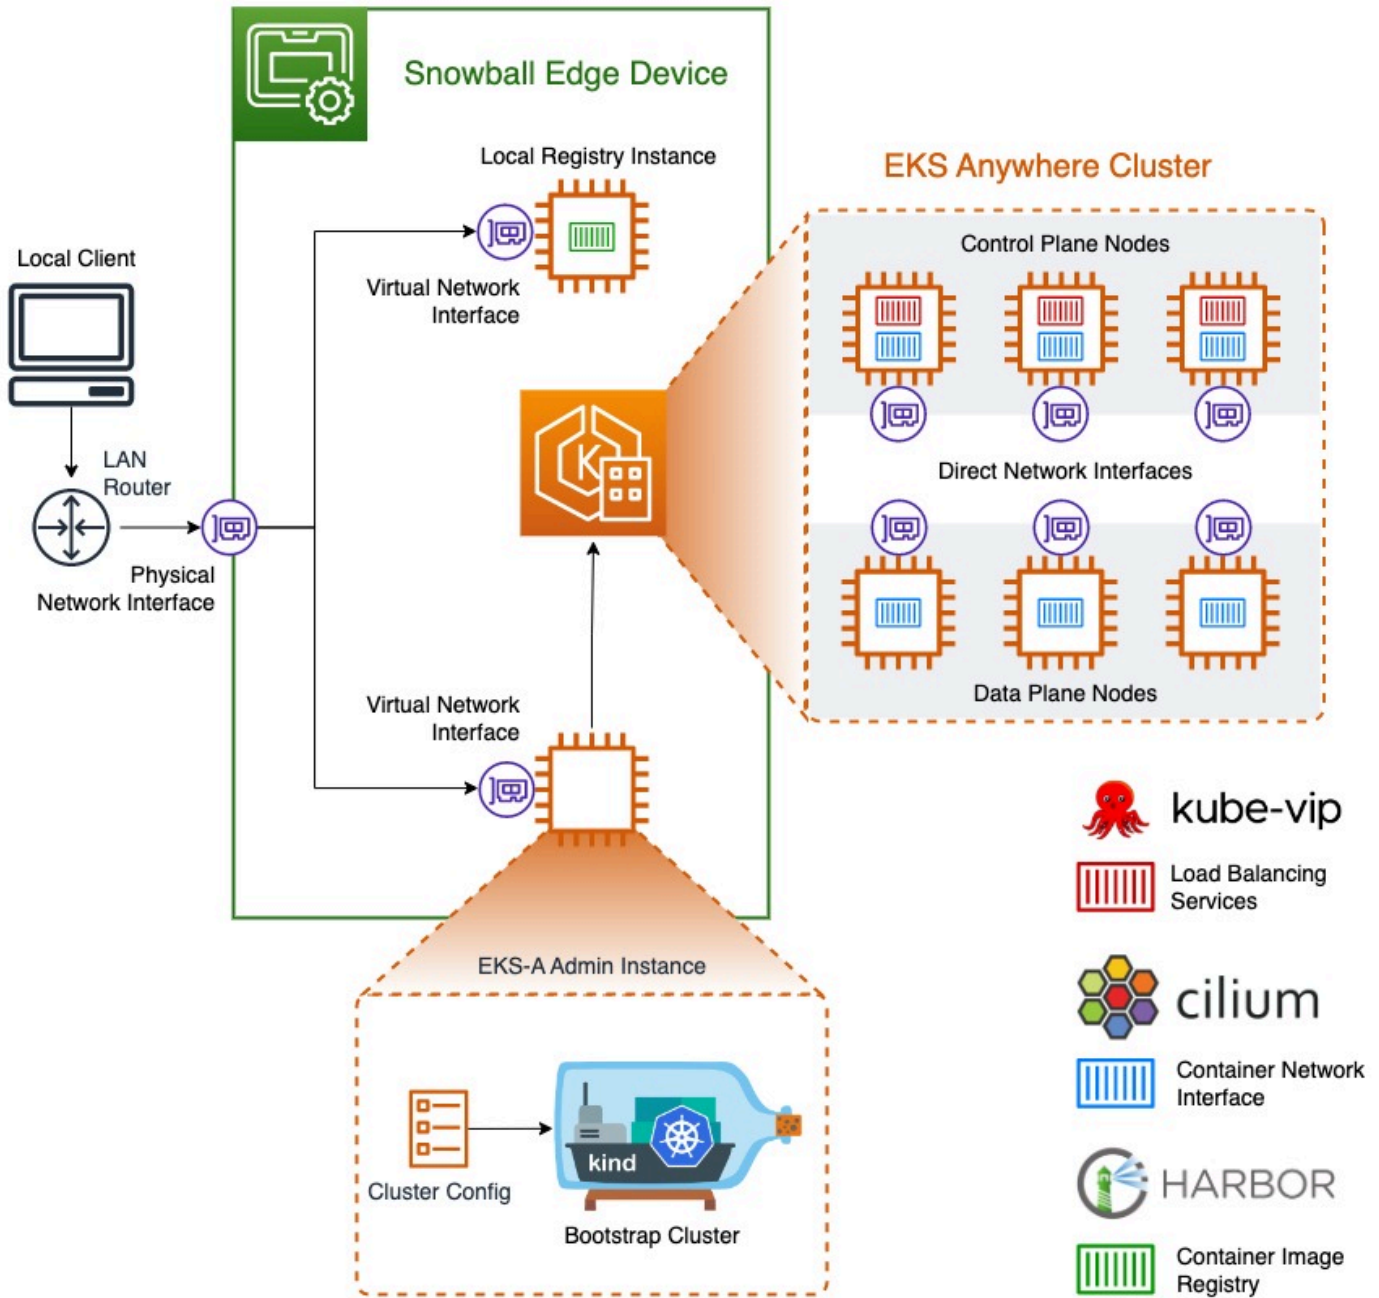 Snowball Edge Device
Local Registry Instance
EKS Anywhere Cluster
Control Plane Nodes
Local Client
Virtual Network
Interface
LAN
Router
K
Direct Network Interfaces
Physical
Network Interface
Data Plane Nodes
Virtual Network
Interface
kube-vip
Load Balancing
Services
EKS-A Admin Instance
cilium
Container Network
Interface
kind
Cluster Config
HARBOR
Bootstrap Cluster
Container Image
Registry